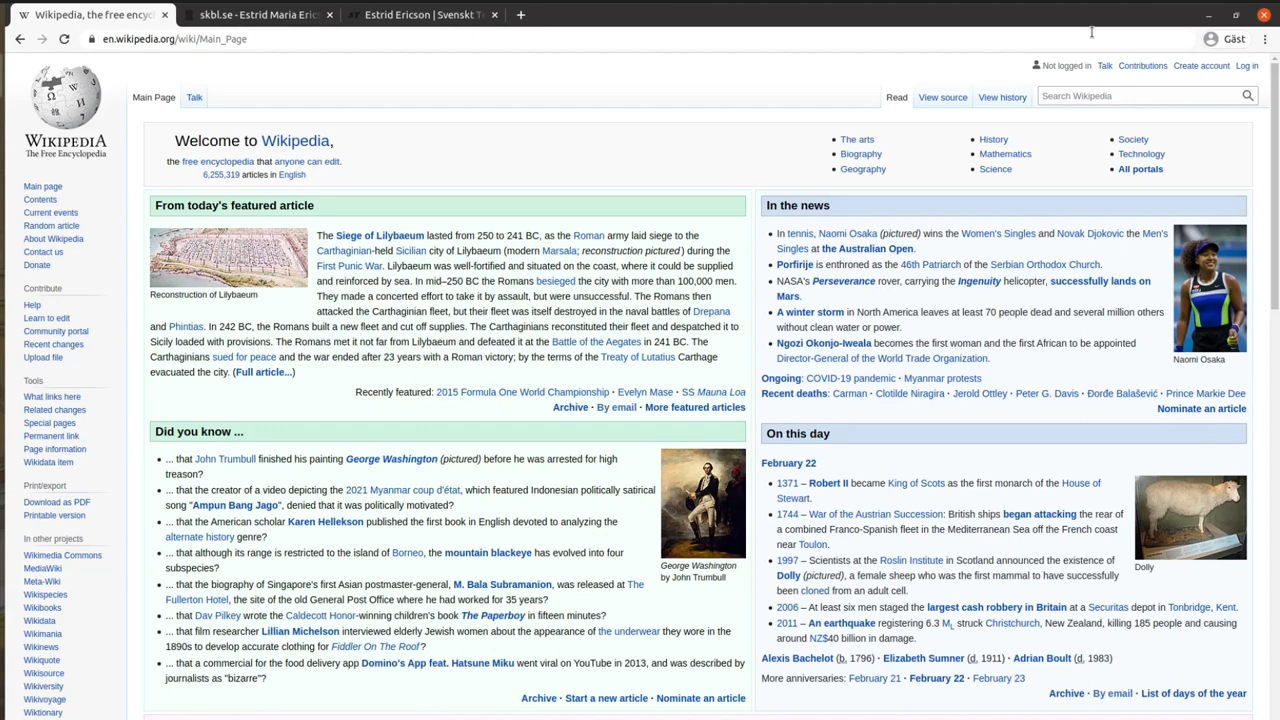 Wikipedia, the free encycl
skbl.se - Estrid Maria Erics
Estrid Ericson | Svenskt Te
en.wikipedia.org/wiki/Main_Page
Gäst
Not logged in Talk Contributions Create account Log in
Main Page Talk
Read View source View history
Search Wikipedia
WIKIPEDIA
The Free Encyclopedia
Main page
Contents
Current events
Random article
About Wikipedia
Contact us
Donate
Contribute
Help
Learn to edit
Community portal
Recent changes
Upload file
Tools
What links here
Related changes
Special pages
Permanent link
Page information
Wikidata item
Print/export
Download as PDF
Printable version
In other projects
Wikimedia Commons
MediaWiki
Meta-Wiki
Wikispecies
Wikibooks
Wikidata
Wikimania
Wikinews
Wikiquote
Wikisource
Wikiversity
Wikivoyage
Wiktionary
Welcome to Wikipedia,
the free encyclopedia that anyone can edit.
6,255,319 articles in English
The arts
Biography
Geography
History
Mathematics
Science
Society
Technology
All portals
From today's featured article
Reconstruction of Lilybaeum
The Siege of Lilybaeum lasted from 250 to 241 BC, as the Roman army laid siege to the
Carthaginian-held Sicilian city of Lilybaeum (modern Marsala; reconstruction pictured) during the
First Punic War. Lilybaeum was well-fortified and situated on the coast, where it could be supplied
and reinforced by sea. In mid–250 BC the Romans besieged the city with more than 100,000 men.
They made a concerted effort to take it by assault, but were unsuccessful. The Romans then
attacked the Carthaginian fleet, but their fleet was itself destroyed in the naval battles of Drepana
and Phintias. In 242 BC, the Romans built a new fleet and cut off supplies. The Carthaginians reconstituted their fleet and despatched it to
Sicily loaded with provisions. The Romans met it not far from Lilybaeum and defeated it at the Battle of the Aegates in 241 BC. The
Carthaginians sued for peace and the war ended after 23 years with a Roman victory; by the terms of the Treaty of Lutatius Carthage
evacuated the city. (Full article...)
Recently featured: 2015 Formula One World Championship · Evelyn Mase · SS Mauna Loa
Archive · By email · More featured articles
Did you know ...
... that John Trumbull finished his painting George Washington (pictured) before he was arrested for high
treason?
... that the creator of a video depicting the 2021 Myanmar coup d'état, which featured Indonesian politically satirical
song "Ampun Bang Jago", denied that it was politically motivated?
... that the American scholar Karen Hellekson published the first book in English devoted to analyzing the
alternate history genre?
... that although its range is restricted to the island of Borneo, the mountain blackeye has evolved into four
subspecies?
... that the biography of Singapore's first Asian postmaster-general, M. Bala Subramanion, was released at The
Fullerton Hotel, the site of the old General Post Office where he had worked for 35 years?
... that Dav Pilkey wrote the Caldecott Honor-winning children's book The Paperboy in fifteen minutes?
... that film researcher Lillian Michelson interviewed elderly Jewish women about the appearance of the underwear they wore in the
1890s to develop accurate clothing for Fiddler On The Roof?
... that a commercial for the food delivery app Domino's App feat. Hatsune Miku went viral on YouTube in 2013, and was described by
journalists as "bizarre"?
George Washington
by John Trumbull
Archive · Start a new article · Nominate an article
In the news
In tennis, Naomi Osaka (pictured) wins the Women's Singles and Novak Djokovic the Men's
Singles at the Australian Open.
Porfirije is enthroned as the 46th Patriarch of the Serbian Orthodox Church.
NASA's Perseverance rover, carrying the Ingenuity helicopter, successfully lands on
Mars.
A winter storm in North America leaves at least 70 people dead and several million others
without clean water or power.
Ngozi Okonjo-Iweala becomes the first woman and the first African to be appointed
Director-General of the World Trade Organization.
Naomi Osaka
Ongoing: COVID-19 pandemic · Myanmar protests
Recent deaths: Carman · Clotilde Niragira · Jerold Ottley · Peter G. Davis · Đorđe Balašević · Prince Markie Dee
Nominate an article
On this day
February 22
1371 – Robert II became King of Scots as the first monarch of the House of
Stewart.
1744 – War of the Austrian Succession: British ships began attacking the rear of
a combined Franco-Spanish fleet in the Mediterranean Sea off the French coast
near Toulon.
1997 – Scientists at the Roslin Institute in Scotland announced the existence of
Dolly (pictured), a female sheep who was the first mammal to have successfully
been cloned from an adult cell.
2006 – At least six men staged the largest cash robbery in Britain at a Securitas depot in Tonbridge, Kent.
2011 – An earthquake registering 6.3 ML struck Christchurch, New Zealand, killing 185 people and causing
around NZ$40 billion in damage.
Dolly
Alexis Bachelot (b. 1796) · Elizabeth Sumner (d. 1911) · Adrian Boult (d. 1983)
More anniversaries: February 21 · February 22 · February 23
Archive · By email · List of days of the year